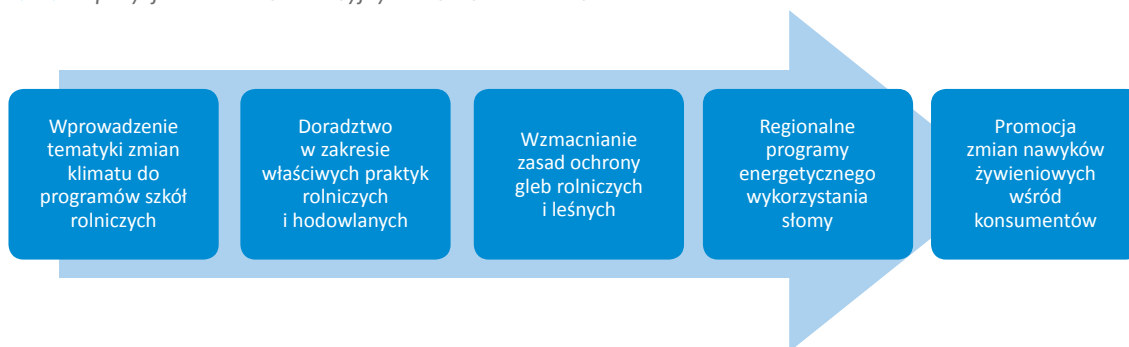 Wprowadzenie
tematyki zmian
klimatu do
programów szkół
rolniczych
Doradztwo
w zakresie
właściwych praktyk
rolniczych
i hodowlanych
Wzmacnianie
zasad ochrony
gleb rolniczych
i leśnych
Regionalne
programy
energetycznego
wykorzystania
słomy
Promocja
zmian nawyków
żywieniowych
wśród
konsumentów